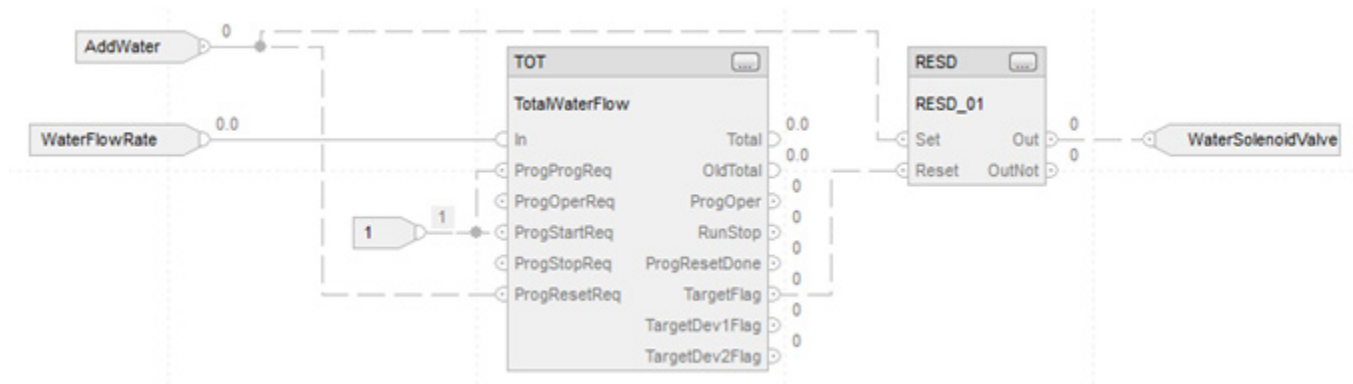 AddWater 0
WaterFlowRate 0.0
1 1
TOT ...
TotalWaterFlow
In Total 0.0
ProgProgReq OldTotal 0.0
ProgOperReq ProgOper 0
ProgStartReq RunStop 0
ProgStopReq ProgResetDone 0
ProgResetReq TargetFlag 0
TargetDev1Flag 0
TargetDev2Flag 0
RESD ...
RESD_01
Set Out 0
Reset OutNot 0
WaterSolenoidValve